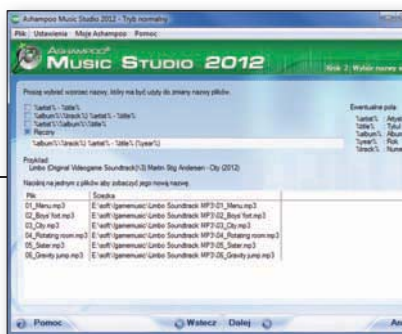 Ashampoo Music Studio 2012 - Tryb normalny
Plik Ustawienia Moje Ashampoo Pomoc
ASHAMPOO®
MUSIC STUDIO 2012
Krok 2: Wybór nazwy
Proszę wybrać wzorzec nazwy, który ma być użyty do zmiany nazwy plików.
Eventualne pola:
%artist% - %title%
%album%\%track%) %artist% - %title%
%artist%\%album%\%title%
Ręczny
%album%\%track%) %artist% - %title% (%year%)
%artist% :
%title% : Tytuł
%album% :
%year% : Rok
%track% :
Przykład:
Limbo (Original Videogame Soundtrack)\3) Martin Stig Andersen - City (2012)
Naciśnij na jednym z plików aby zobaczyć jego nową nazwę.
Plik Ścieżka
01_Menu.mp3 E:\soft\!gamemusic\Limbo Soundtrack MP3\01_Menu.mp3
02_Boys' fort.mp3 E:\soft\!gamemusic\Limbo Soundtrack MP3\02_Boys' fort.mp3
03_City.mp3 E:\soft\!gamemusic\Limbo Soundtrack MP3\03_City.mp3
04_Rotating room.mp3 E:\soft\!gamemusic\Limbo Soundtrack MP3\04_Rotating room.mp3
05_Sister.mp3 E:\soft\!gamemusic\Limbo Soundtrack MP3\05_Sister.mp3
06_Gravity jump.mp3 E:\soft\!gamemusic\Limbo Soundtrack MP3\06_Gravity jump.mp3
Pomoc Wstecz Dalej